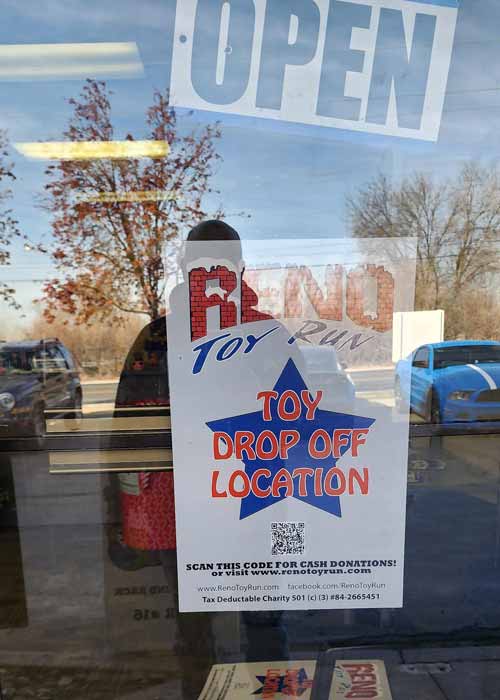 OPEN
RENO
TOY RUN
TOY
DROP OFF
LOCATION
SCAN THIS CODE FOR CASH DONATIONS!
or visit www.renotoyrun.com
www.RenoToyRun.com facebook.com/RenoToyRun
Tax Deductable Charity 501 (c) (3) #84-2665451